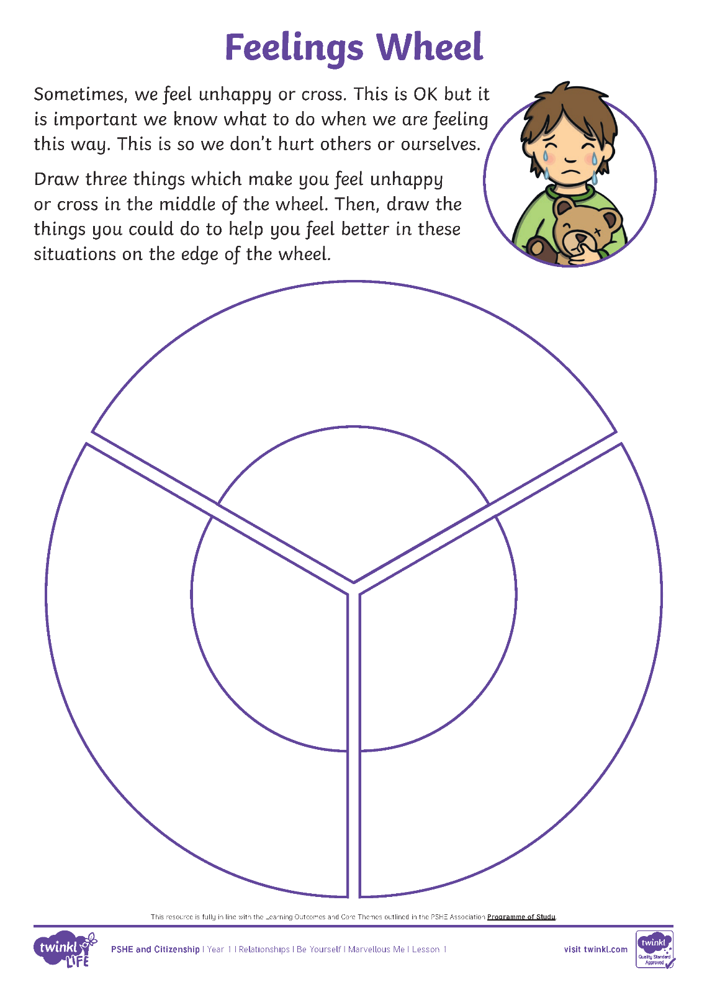 Feelings Wheel
Sometimes, we feel unhappy or cross. This is OK but it
is important we know what to do when we are feeling
this way. This is so we don't hurt others or ourselves.
Draw three things which make you feel unhappy
or cross in the middle of the wheel. Then, draw the
things you could do to help you feel better in these
situations on the edge of the wheel.
This resource is fully in line with the Learning Outcomes and Core Themes outlined in the PSHE Association Programme of Study.
twinkl
LIFE
PSHE and Citizenship | Year 1 | Relationships | Be Yourself | Marvellous Me | Lesson 1
visit twinkl.com
twinkl
Quality Standard
Approved